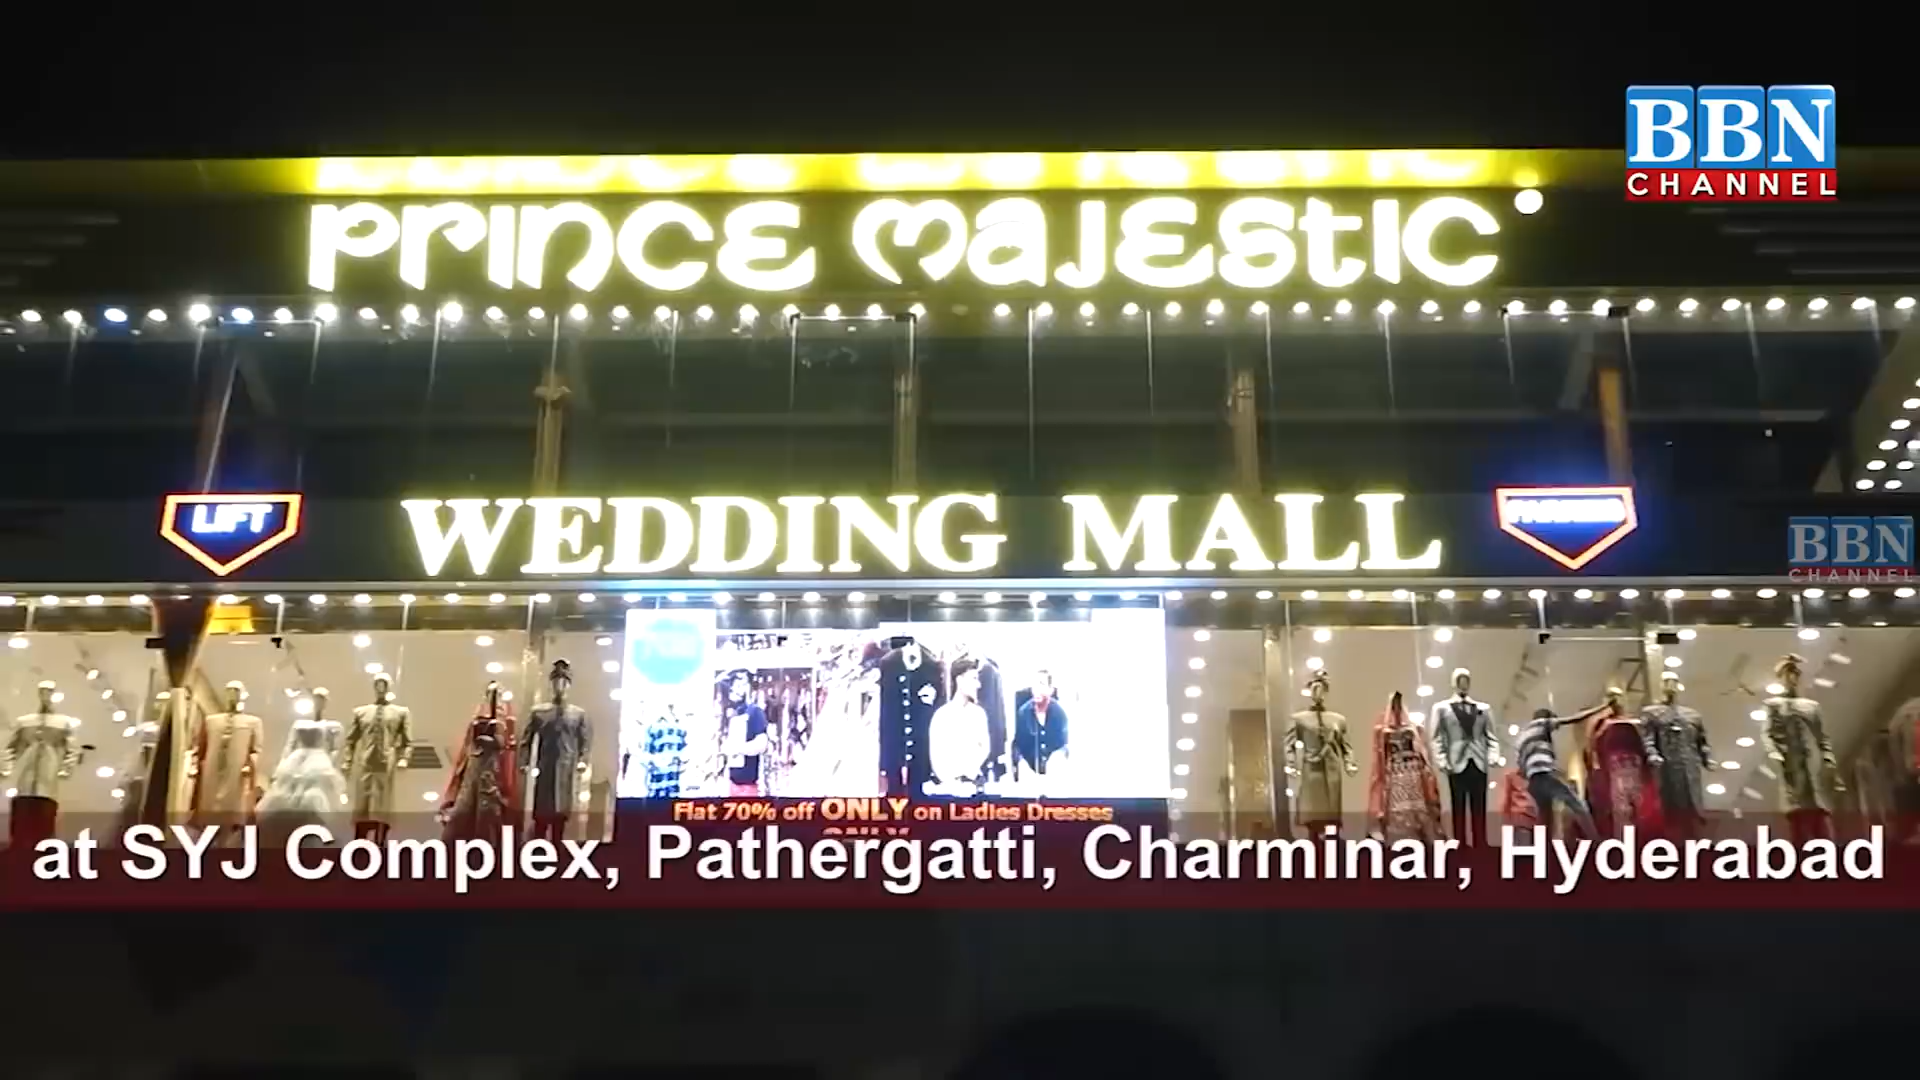 BBN
CHANNEL
PRINCE MAJESTIC
LIFT
WEDDING MALL
BBN
CHANNEL
Flat 70% off ONLY on Ladies Dresses
at SYJ Complex, Pathergatti, Charminar, Hyderabad